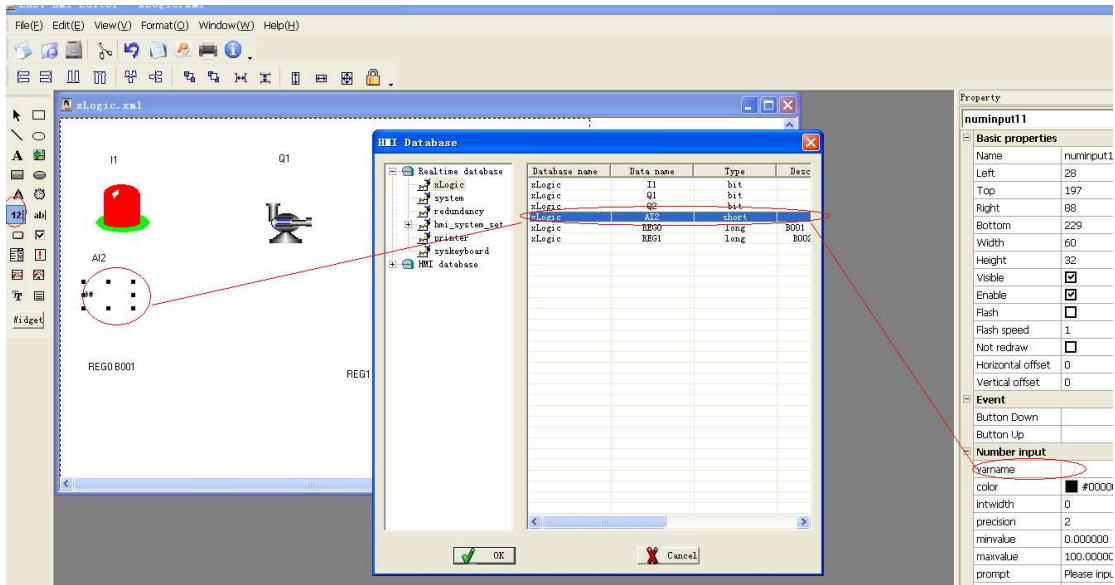 File(F) Edit(E) View(V) Format(O) Window(W) Help(H)
xLogic.xml
I1
Q1
AI2
REG0 B001
REG1
A
12
ab|
Widget
HMI Database
Realtime database
xLogic
system
redundancy
hmi_system_set
printer
syskeyboard
HMI database
Database name Data name Type Desc
xLogic I1 bit
xLogic Q1 bit
xLogic Q2 bit
xLogic AI2 short
xLogic REG0 long B001
xLogic REG1 long B002
OK
Cancel
Property
numinput11
Basic properties
Name numinput1
Left 28
Top 197
Right 88
Bottom 229
Width 60
Height 32
Visible
Enable
Flash
Flash speed 1
Not redraw
Horizontal offset 0
Vertical offset 0
Event
Button Down
Button Up
Number input
varname
color #0000
intwidth 0
precision 2
minvalue 0.000000
maxvalue 100.00000
prompt Please inpu